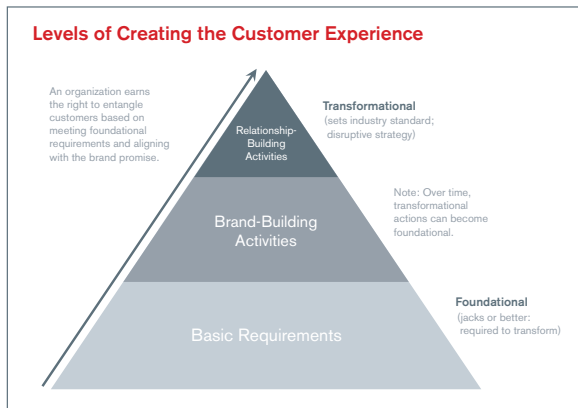 Levels of Creating the Customer Experience
An organization earns
the right to entangle
customers based on
meeting foundational
requirements and aligning
with the brand promise.
Relationship-
Building
Activities
Transformational
(sets industry standard;
disruptive strategy)
Note: Over time,
transformational
actions can become
foundational.
Brand-Building
Activities
Foundational
(jacks or better:
required to transform)
Basic Requirements